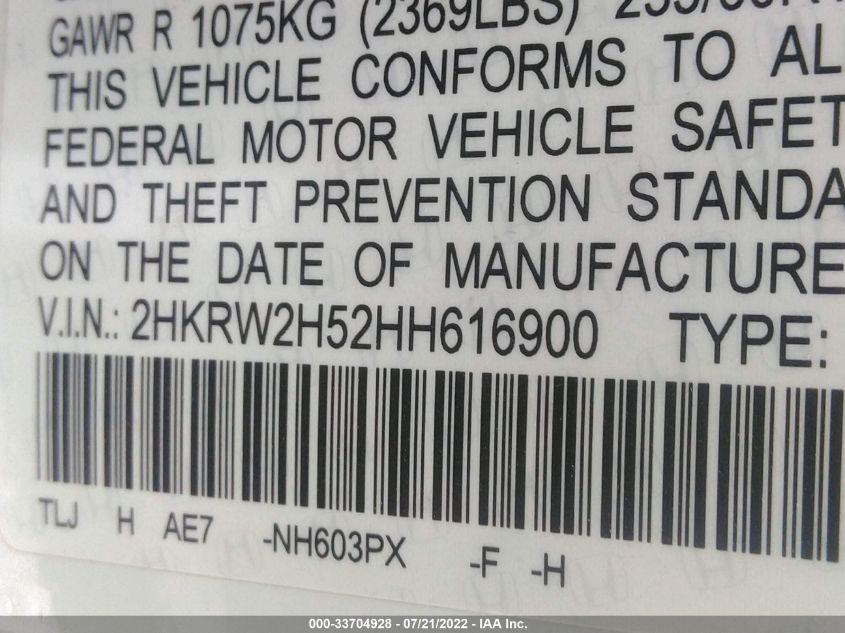 GAWR R 1075KG (2369LBS)
THIS VEHICLE CONFORMS TO AL
FEDERAL MOTOR VEHICLE SAFET
AND THEFT PREVENTION STANDA
ON THE DATE OF MANUFACTURE
V.I.N.: 2HKRW2H52HH616900 TYPE:
TLJ H AE7 -NH603PX -F -H
000-33704928 - 07/21/2022 - IAA Inc.